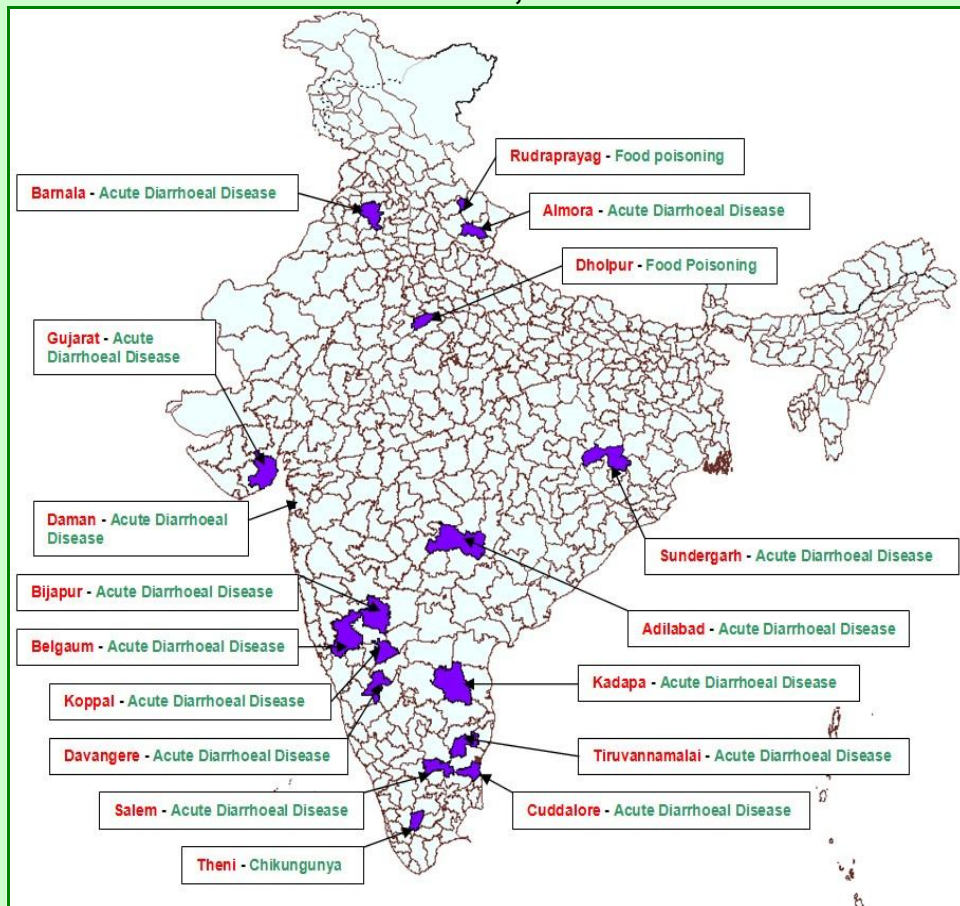 Rudraprayag - Food poisoning
Barnala - Acute Diarrhoeal Disease
Almora - Acute Diarrhoeal Disease
Dholpur - Food Poisoning
Gujarat - Acute
Diarrhoeal Disease
Daman - Acute Diarrhoeal
Disease
Sundergarh - Acute Diarrhoeal Disease
Bijapur - Acute Diarrhoeal Disease
Adilabad - Acute Diarrhoeal Disease
Belgaum - Acute Diarrhoeal Disease
Kadapa - Acute Diarrhoeal Disease
Koppal - Acute Diarrhoeal Disease
Davangere - Acute Diarrhoeal Disease
Tiruvannamalai - Acute Diarrhoeal Disease
Salem - Acute Diarrhoeal Disease
Cuddalore - Acute Diarrhoeal Disease
Theni - Chikungunya